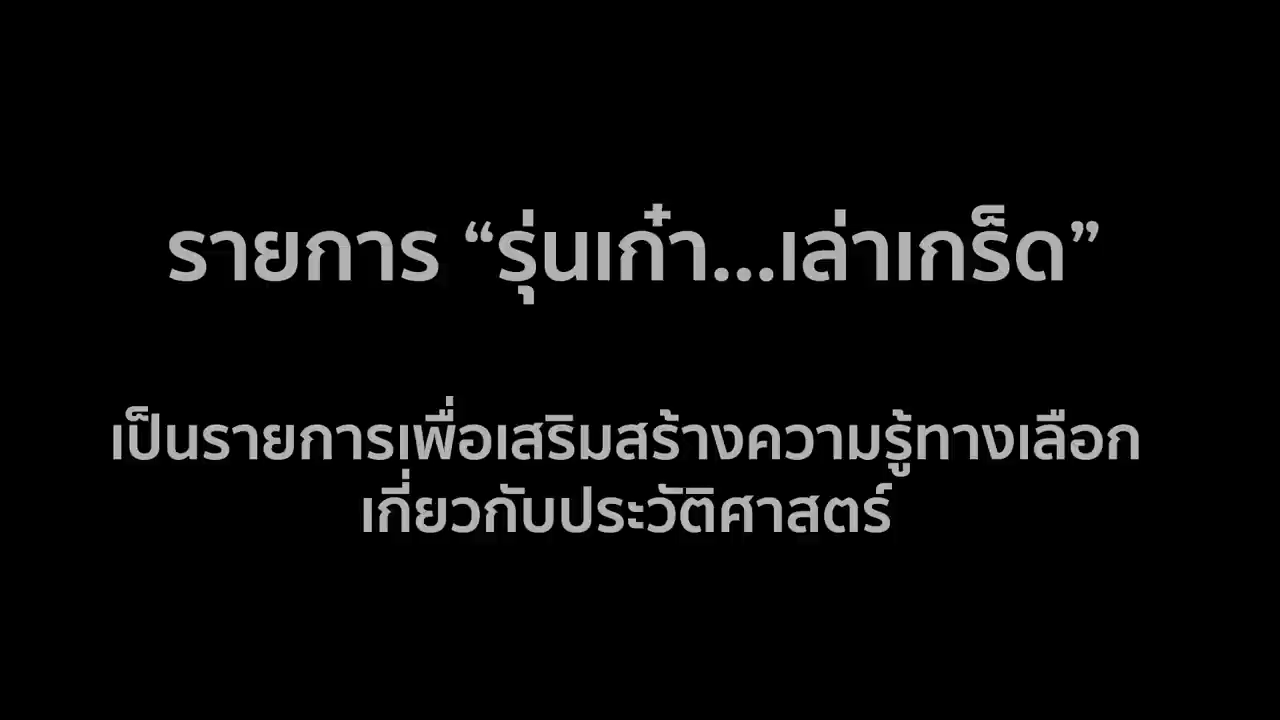 รายการ “รุ่นเก๋า...เล่าเกร็ด”
เป็นรายการเพื่อเสริมสร้างความรู้ทางเลือก
เกี่ยวกับประวัติศาสตร์